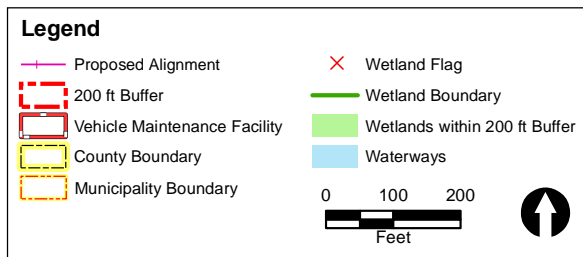 Legend
Proposed Alignment
200 ft Buffer
Vehicle Maintenance Facility
County Boundary
Municipality Boundary
Wetland Flag
Wetland Boundary
Wetlands within 200 ft Buffer
Waterways
0 100 200
Feet